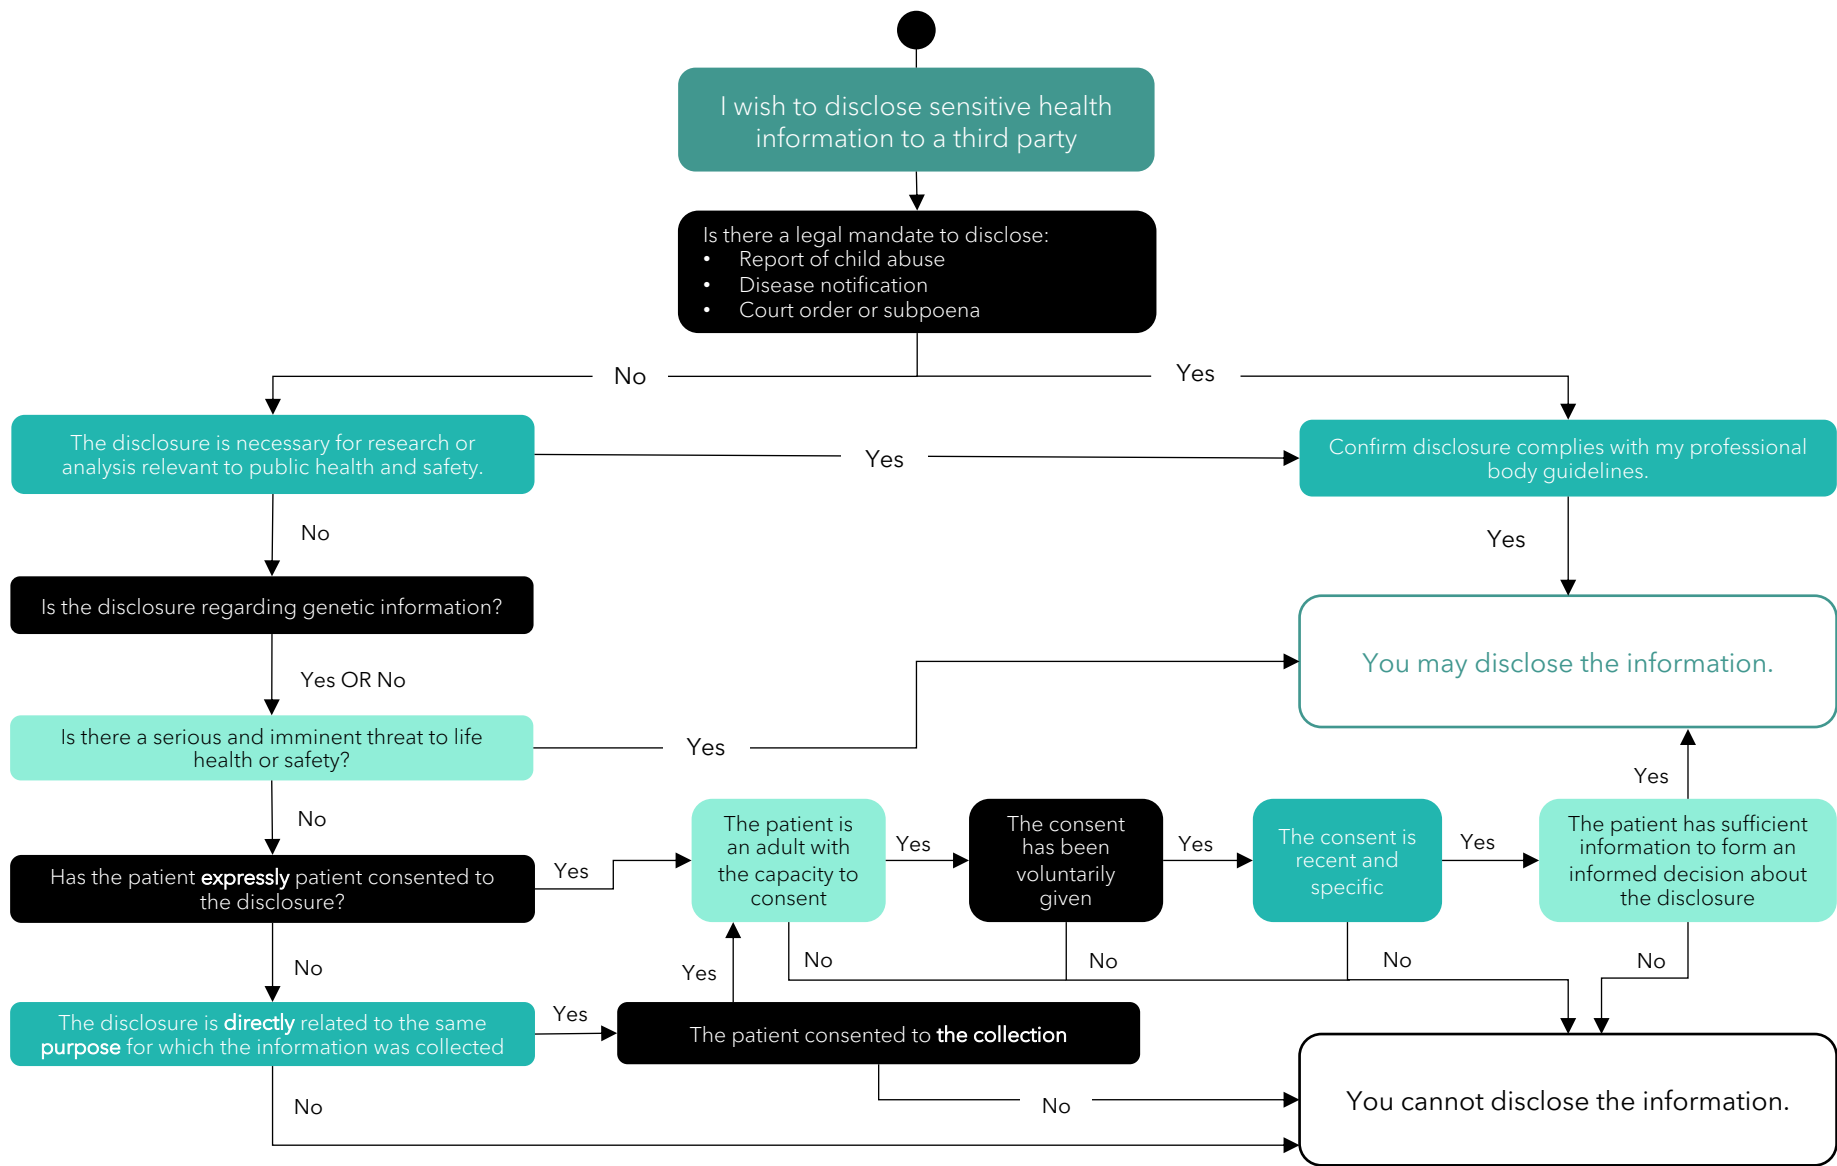 I wish to disclose sensitive health
information to a third party
Is there a legal mandate to disclose:
• Report of child abuse
• Disease notification
• Court order or subpoena
No
Yes
The disclosure is necessary for research or
analysis relevant to public health and safety.
Yes
Confirm disclosure complies with my professional
body guidelines.
No
Yes
Is the disclosure regarding genetic information?
Yes OR No
You may disclose the information.
Is there a serious and imminent threat to life
health or safety?
Yes
Yes
No
Has the patient expressly patient consented to
the disclosure?
Yes
The patient is
an adult with
the capacity to
consent
Yes
The consent
has been
voluntarily
given
Yes
The consent is
recent and
specific
Yes
The patient has sufficient
information to form an
informed decision about
the disclosure
No
Yes
No
No
No
No
The disclosure is directly related to the same
purpose for which the information was collected
Yes
The patient consented to the collection
No
No
You cannot disclose the information.